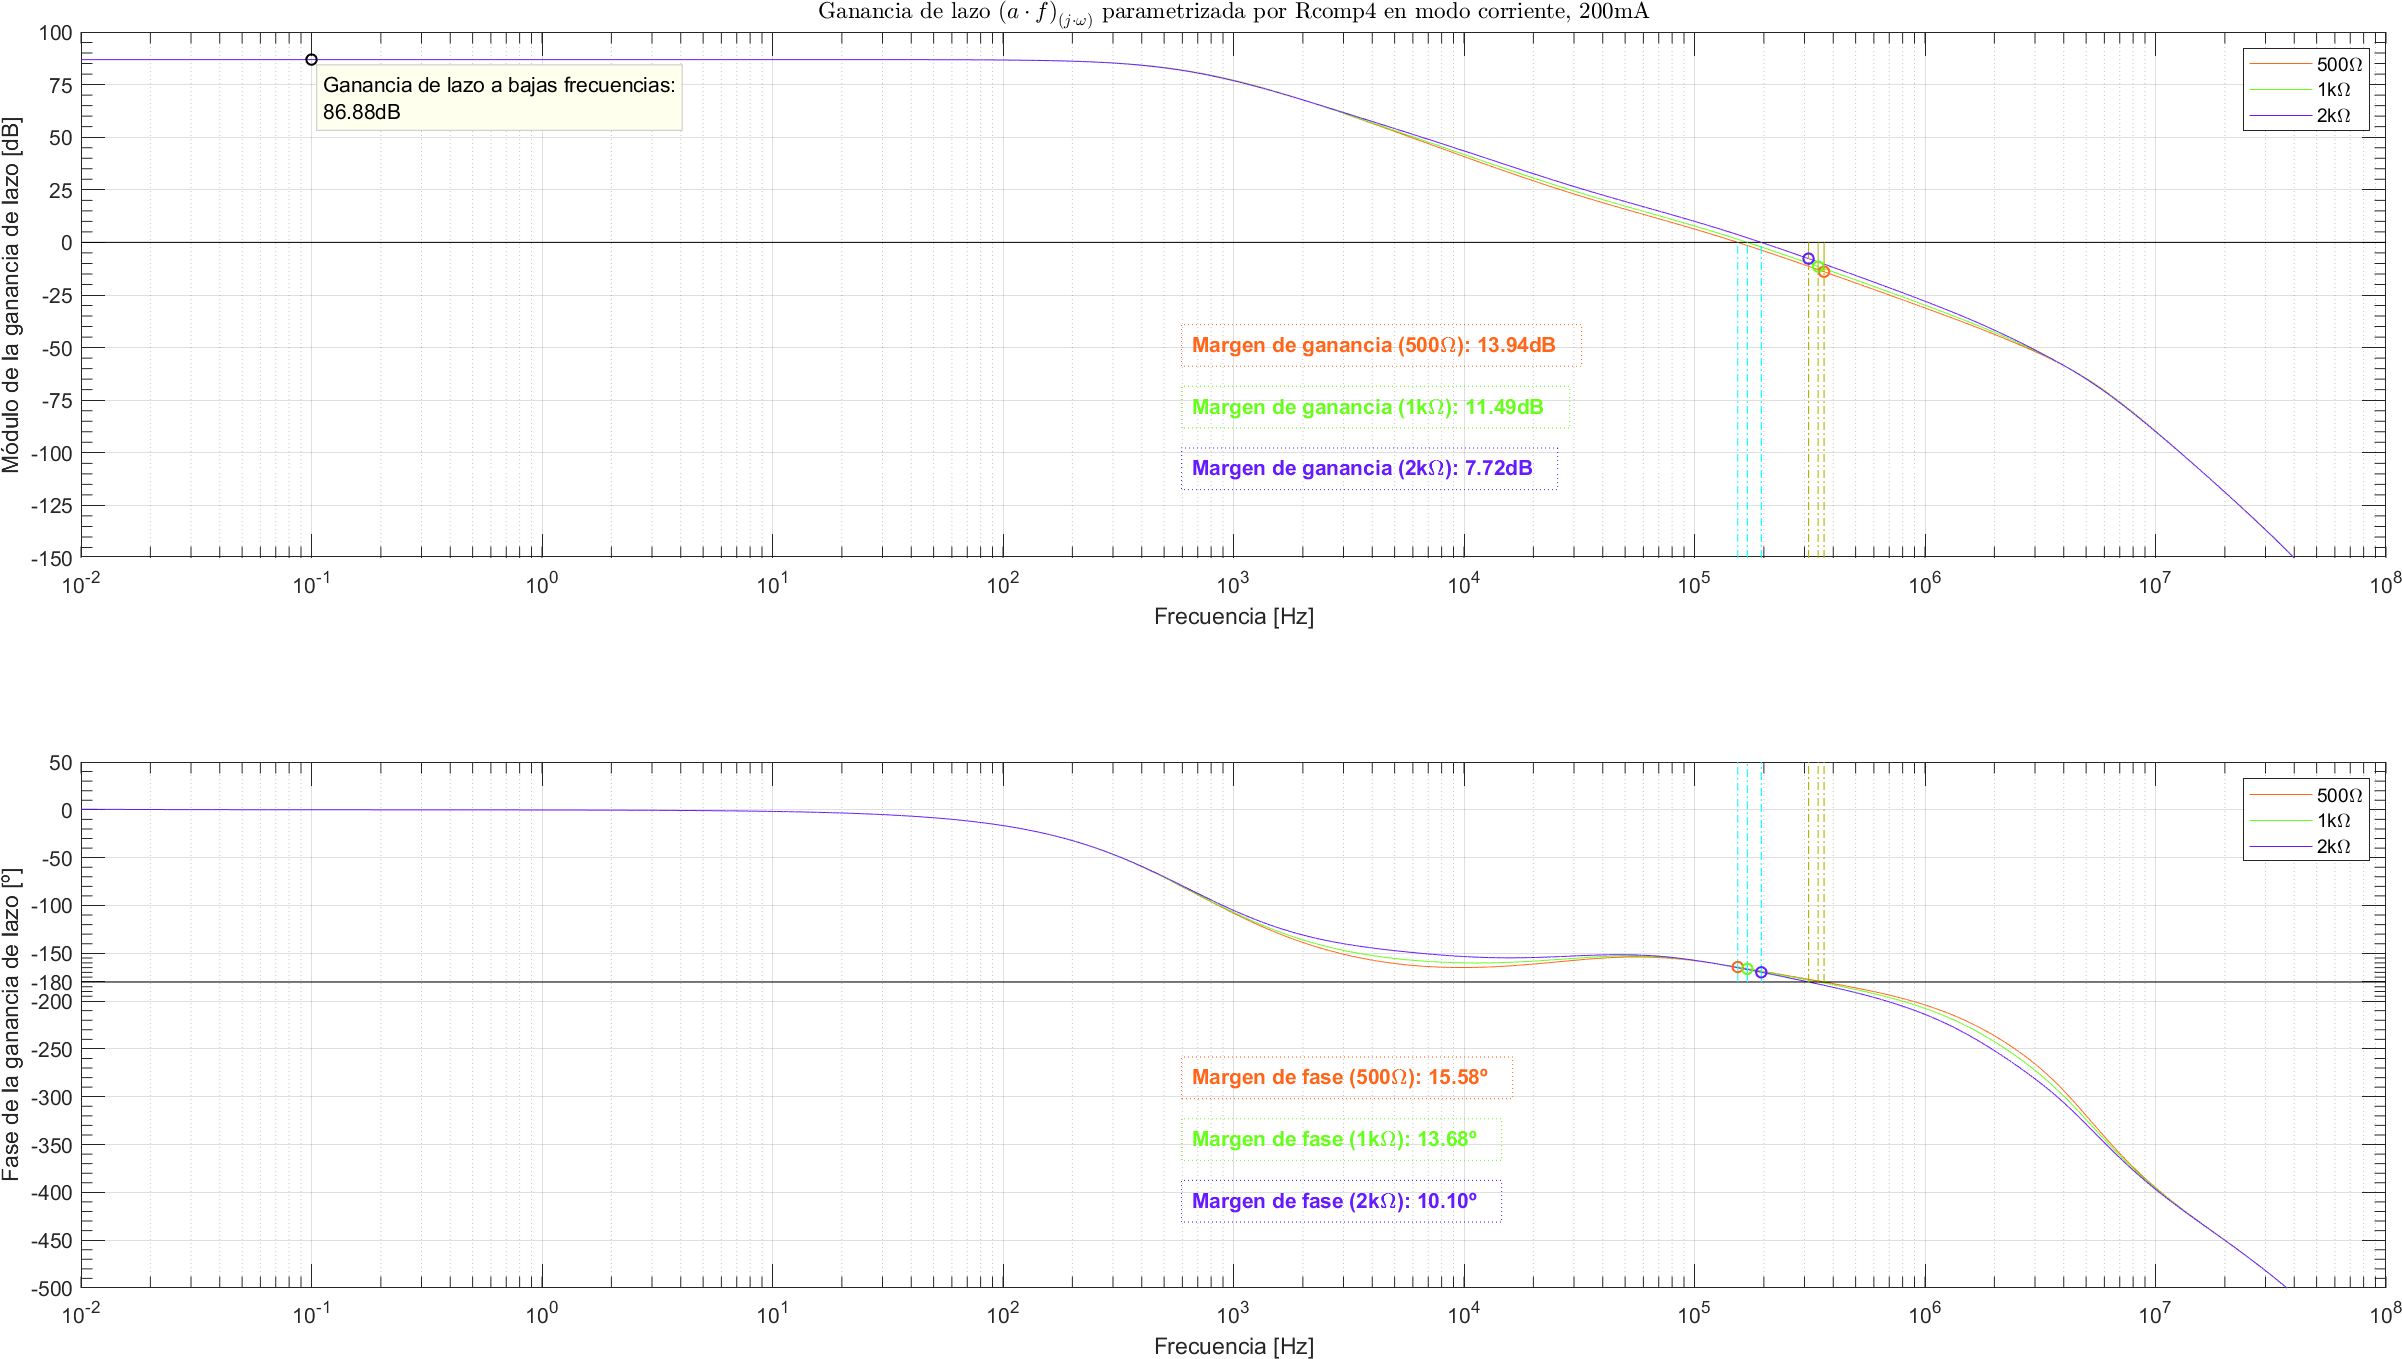 Ganancia de lazo (a · f)(j·ω) parametrizada por Rcomp4 en modo corriente, 200mA
Módulo de la ganancia de lazo [dB]
100
75
50
25
0
-25
-50
-75
-100
-125
-150
Ganancia de lazo a bajas frecuencias:
86.88dB
500Ω
1kΩ
2kΩ
Margen de ganancia (500Ω): 13.94dB
Margen de ganancia (1kΩ): 11.49dB
Margen de ganancia (2kΩ): 7.72dB
10-2 10-1 100 101 102 103 104 105 106 107 108
Frecuencia [Hz]
Fase de la ganancia de lazo [º]
50
0
-50
-100
-150
-180
-200
-250
-300
-350
-400
-450
-500
500Ω
1kΩ
2kΩ
Margen de fase (500Ω): 15.58º
Margen de fase (1kΩ): 13.68º
Margen de fase (2kΩ): 10.10º
10-2 10-1 100 101 102 103 104 105 106 107 108
Frecuencia [Hz]